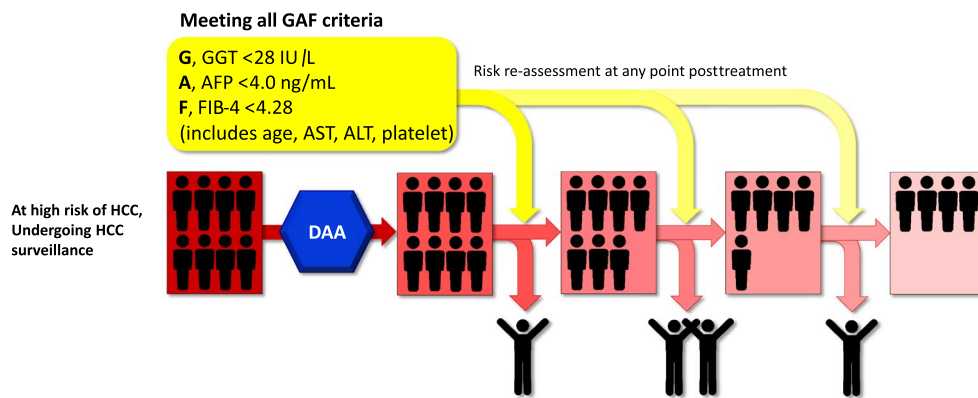 Meeting all GAF criteria
G, GGT <28 IU/L
A, AFP <4.0 ng/mL
F, FIB-4 <4.28
(includes age, AST, ALT, platelet)
Risk re-assessment at any point posttreatment
At high risk of HCC,
Undergoing HCC
surveillance
DAA